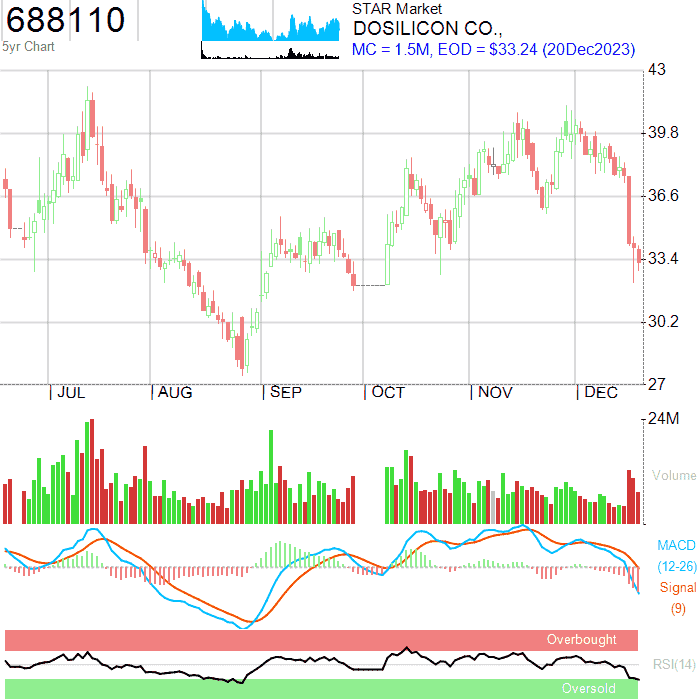 688110
5yr Chart
STAR Market
DOSILICON CO.,
MC = 1.5M, EOD = $33.24 (20Dec2023)
43
39.8
36.6
33.4
30.2
27
JUL AUG SEP OCT NOV DEC
24M
Volume
MACD
(12-26)
Signal
(9)
Overbought
RSI(14)
Oversold